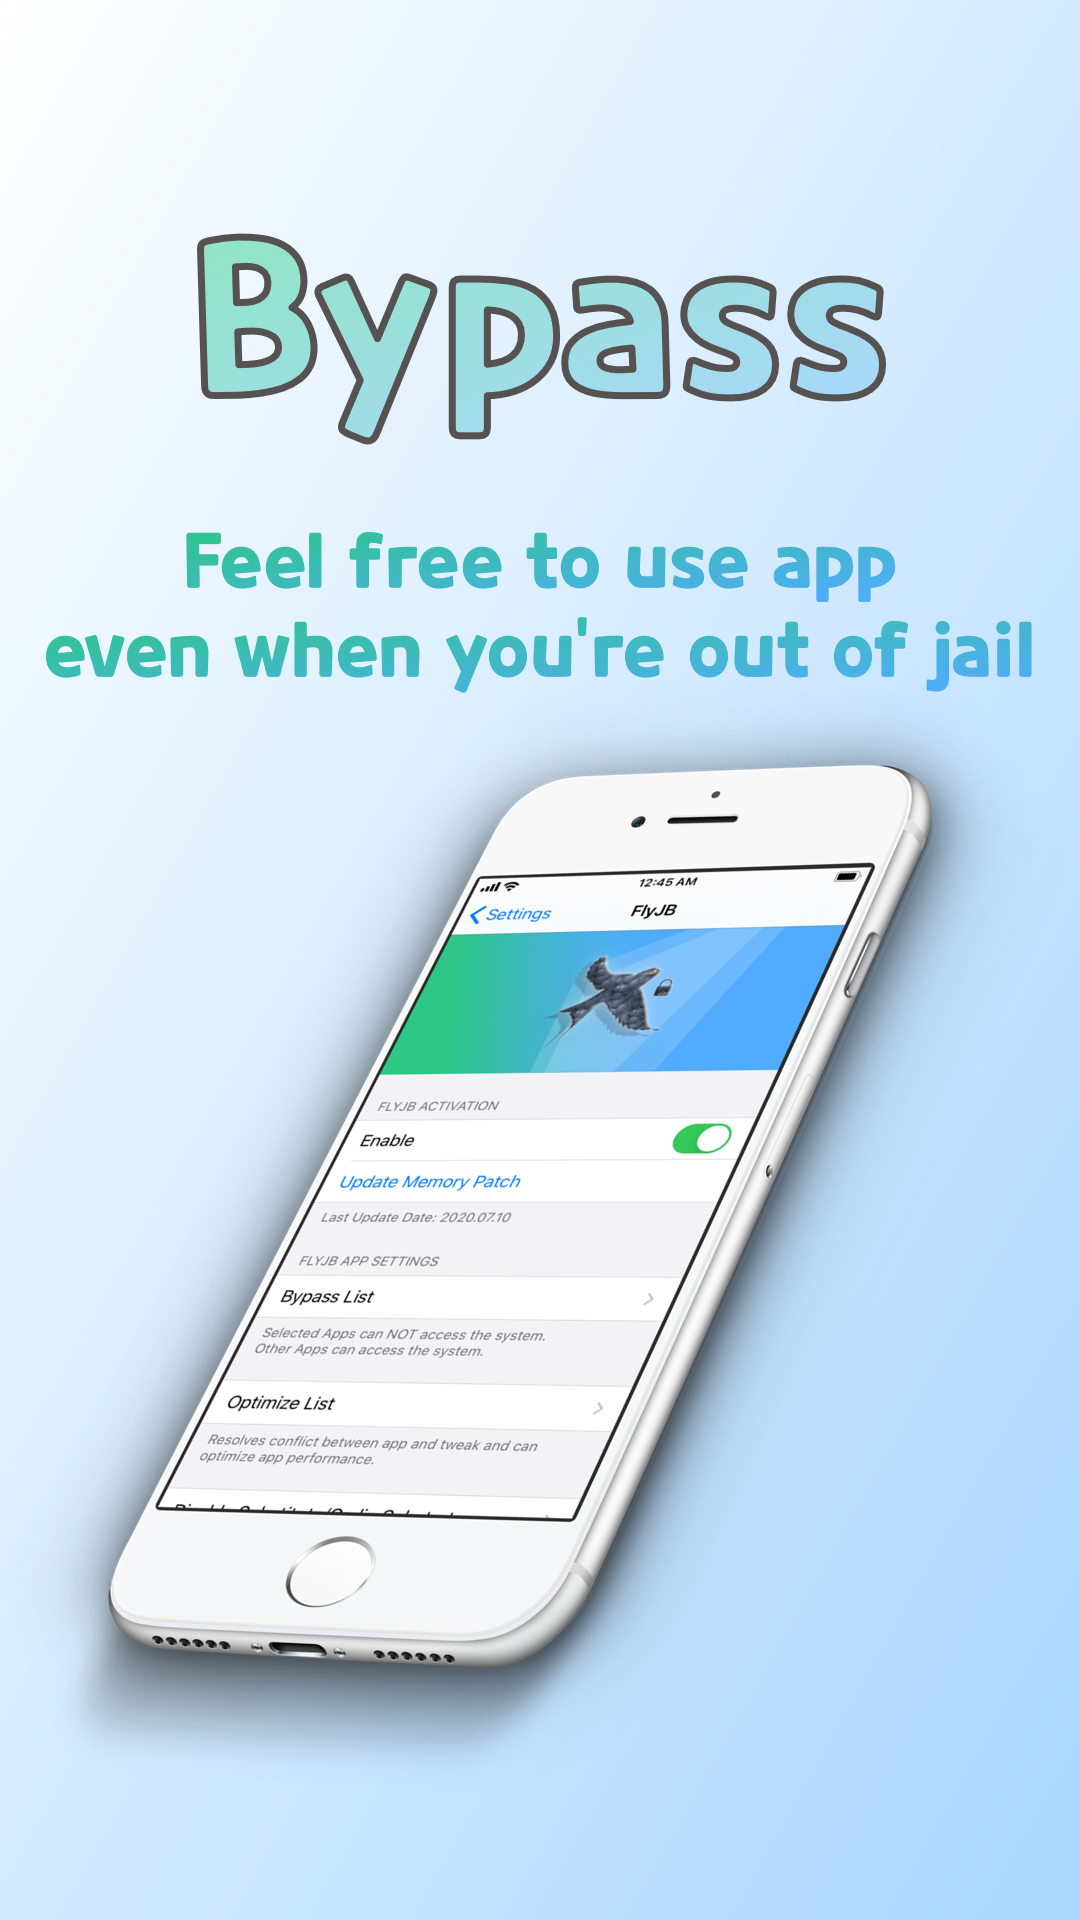 Bypass
Feel free to use app
even when you're out of jail
12:45 AM
Settings
FlyJB
FLYJB ACTIVATION
Enable
Update Memory Patch
Last Update Date: 2020.07.10
FLYJB APP SETTINGS
Bypass List
Selected Apps can NOT access the system.
Other Apps can access the system.
Optimize List
Resolves conflict between app and tweak and can
optimize app performance.